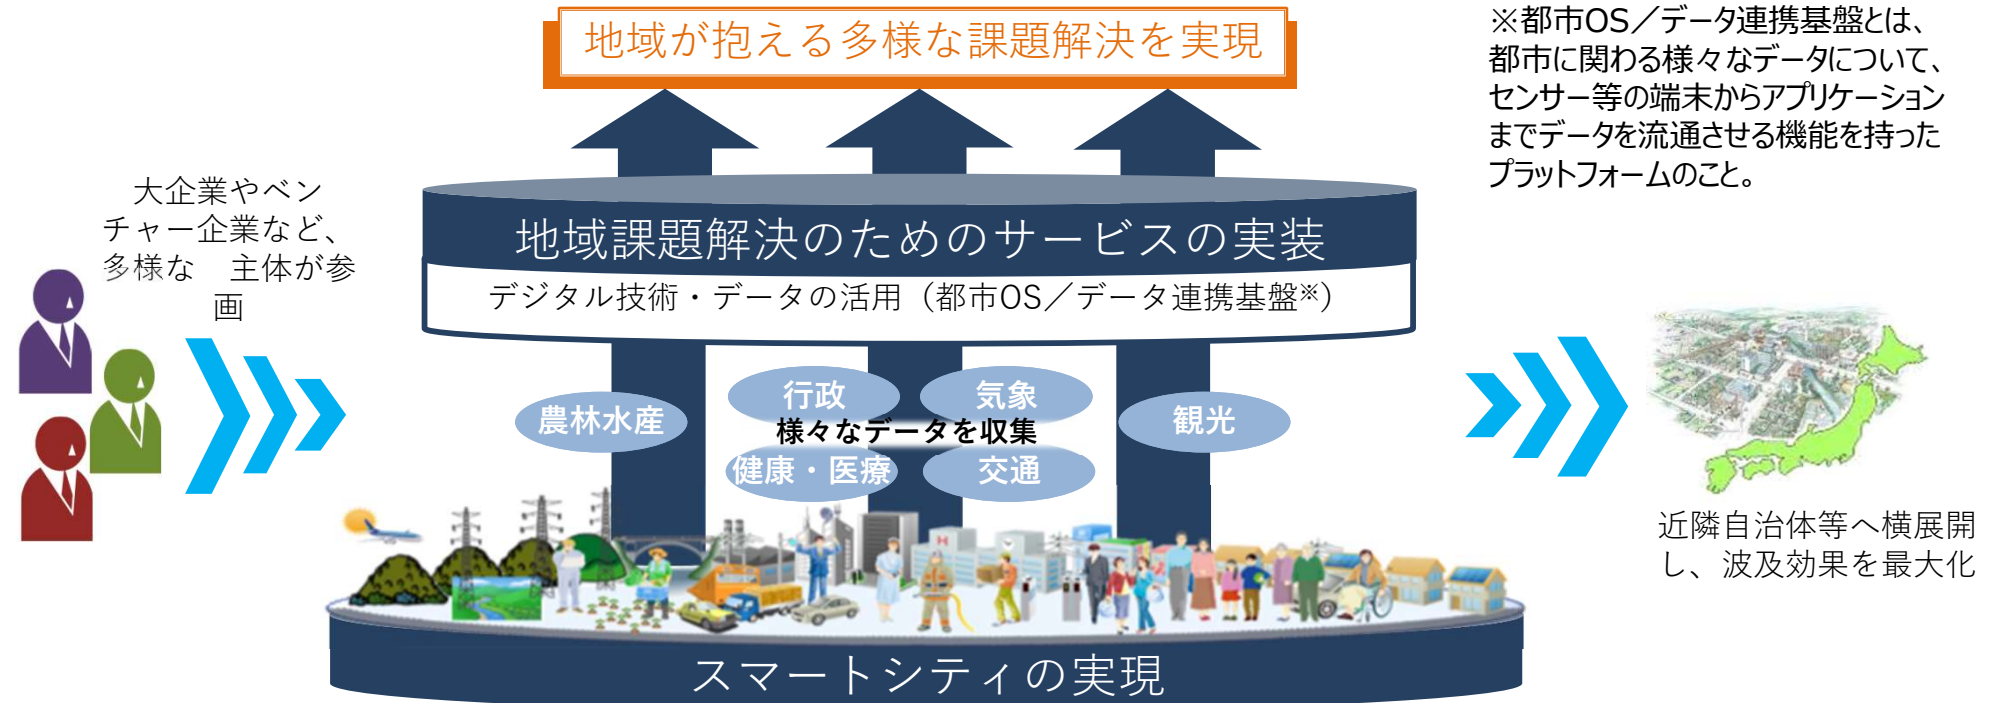 地域が抱える多様な課題解決を実現
※都市OS／データ連携基盤とは、
都市に関わる様々なデータについて、
センサー等の端末からアプリケーション
までデータを流通させる機能を持った
プラットフォームのこと。
大企業やベン
チャー企業など、
多様な　主体が参
画
地域課題解決のためのサービスの実装
デジタル技術・データの活用（都市OS／データ連携基盤※）
農林水産
行政
気象
観光
様々なデータを収集
健康・医療
交通
近隣自治体等へ横展開
し、波及効果を最大化
スマートシティの実現